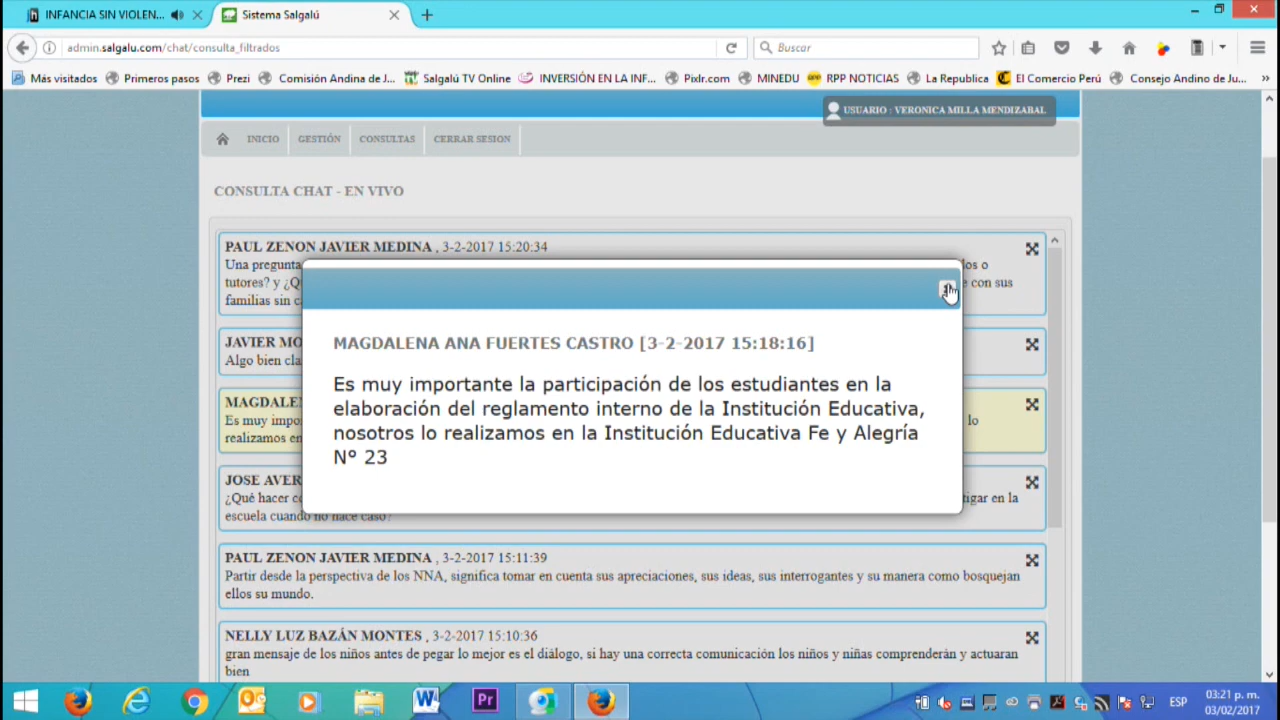 INFANCIA SIN VIOLEN...
Sistema Salgalú
admin.salgalu.com/chat/consulta_filtrados
Buscar
Más visitados Primeros pasos Prezi Comisión Andina de J... Salgalú TV Online INVERSIÓN EN LA INF... Pixlr.com MINEDU RPP NOTICIAS La Republica El Comercio Perú Consejo Andino de Ju...
USUARIO : VERONICA MILLA MENDIZABAL
INICIO GESTIÓN CONSULTAS CERRAR SESION
CONSULTA CHAT - EN VIVO
PAUL ZENON JAVIER MEDINA , 3-2-2017 15:20:34
Una pregunta
los o
tutores? y ¿Q
e con sus
familias sin c
MAGDALENA ANA FUERTES CASTRO [3-2-2017 15:18:16]
Es muy importante la participación de los estudiantes en la
elaboración del reglamento interno de la Institución Educativa,
nosotros lo realizamos en la Institución Educativa Fe y Alegría
N° 23
JAVIER MO
Algo bien cla
MAGDALEN
Es muy impo
lo
realizamos en
JOSE AVER
¿Qué hacer co
tigar en la
escuela cuando no hace caso?
PAUL ZENON JAVIER MEDINA , 3-2-2017 15:11:39
Partir desde la perspectiva de los NNA, significa tomar en cuenta sus apreciaciones, sus ideas, sus interrogantes y su manera como bosquejan
ellos su mundo.
NELLY LUZ BAZÁN MONTES , 3-2-2017 15:10:36
gran mensaje de los niños antes de pegar lo mejor es el diálogo, si hay una correcta comunicación los niños y niñas comprenderán y actuaran
bien
ESP
03:21 p. m.
03/02/2017